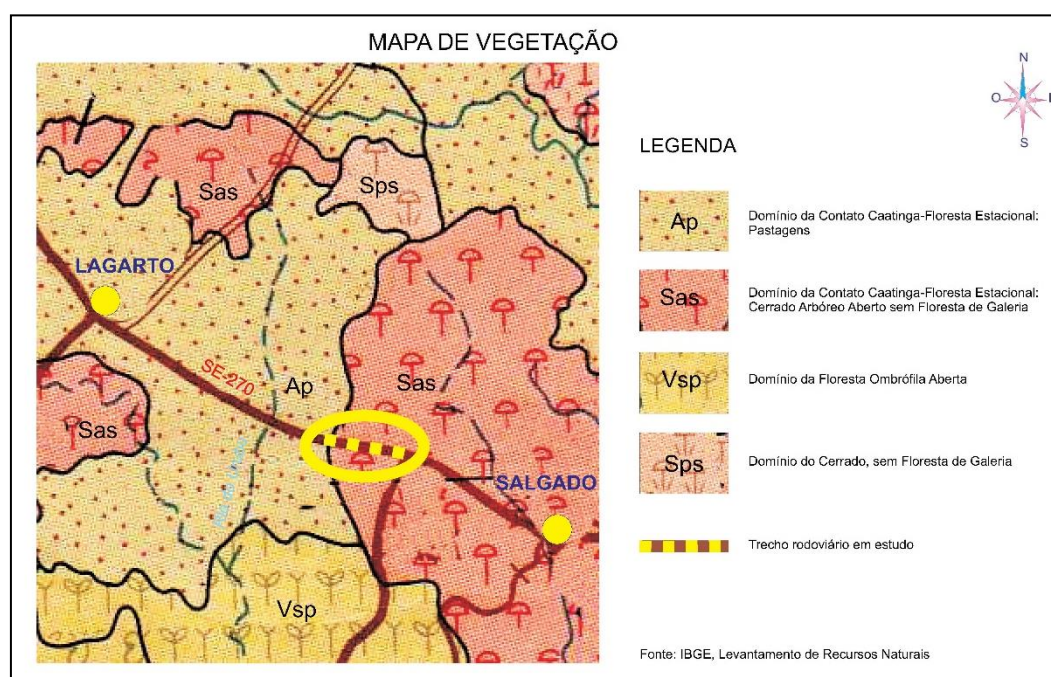 MAPA DE VEGETAÇÃO
N
O
S
LEGENDA
Ap
Domínio da Contato Caatinga-Floresta Estacional:
Pastagens
Sas
Domínio da Contato Caatinga-Floresta Estacional:
Cerrado Arbóreo Aberto sem Floresta de Galeria
Vsp
Domínio da Floresta Ombrófila Aberta
Sps
Domínio do Cerrado, sem Floresta de Galeria
Trecho rodoviário em estudo
Fonte: IBGE, Levantamento de Recursos Naturais
Sas
Sps
LAGARTO
SE-270
Ap
Sas
Sas
SALGADO
Vsp